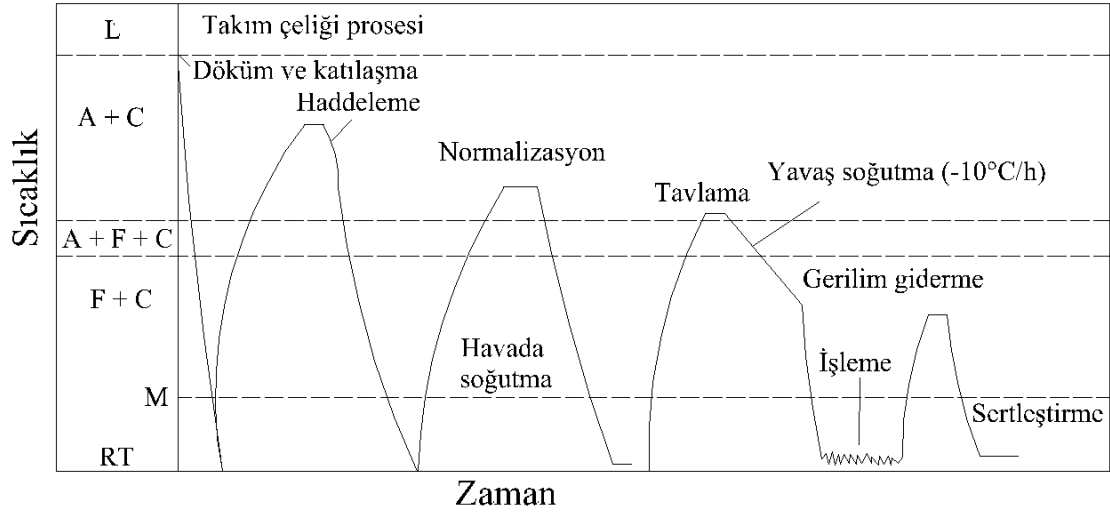 L
Takım çeliği prosesi
Döküm ve katılaşma
Haddeleme
A + C
Normalizasyon
Tavlama
Yavaş soğutma (-10°C/h)
Sıcaklık
A + F + C
F + C
Gerilim giderme
Havada
soğutma
İşleme
M
Sertleştirme
RT
Zaman